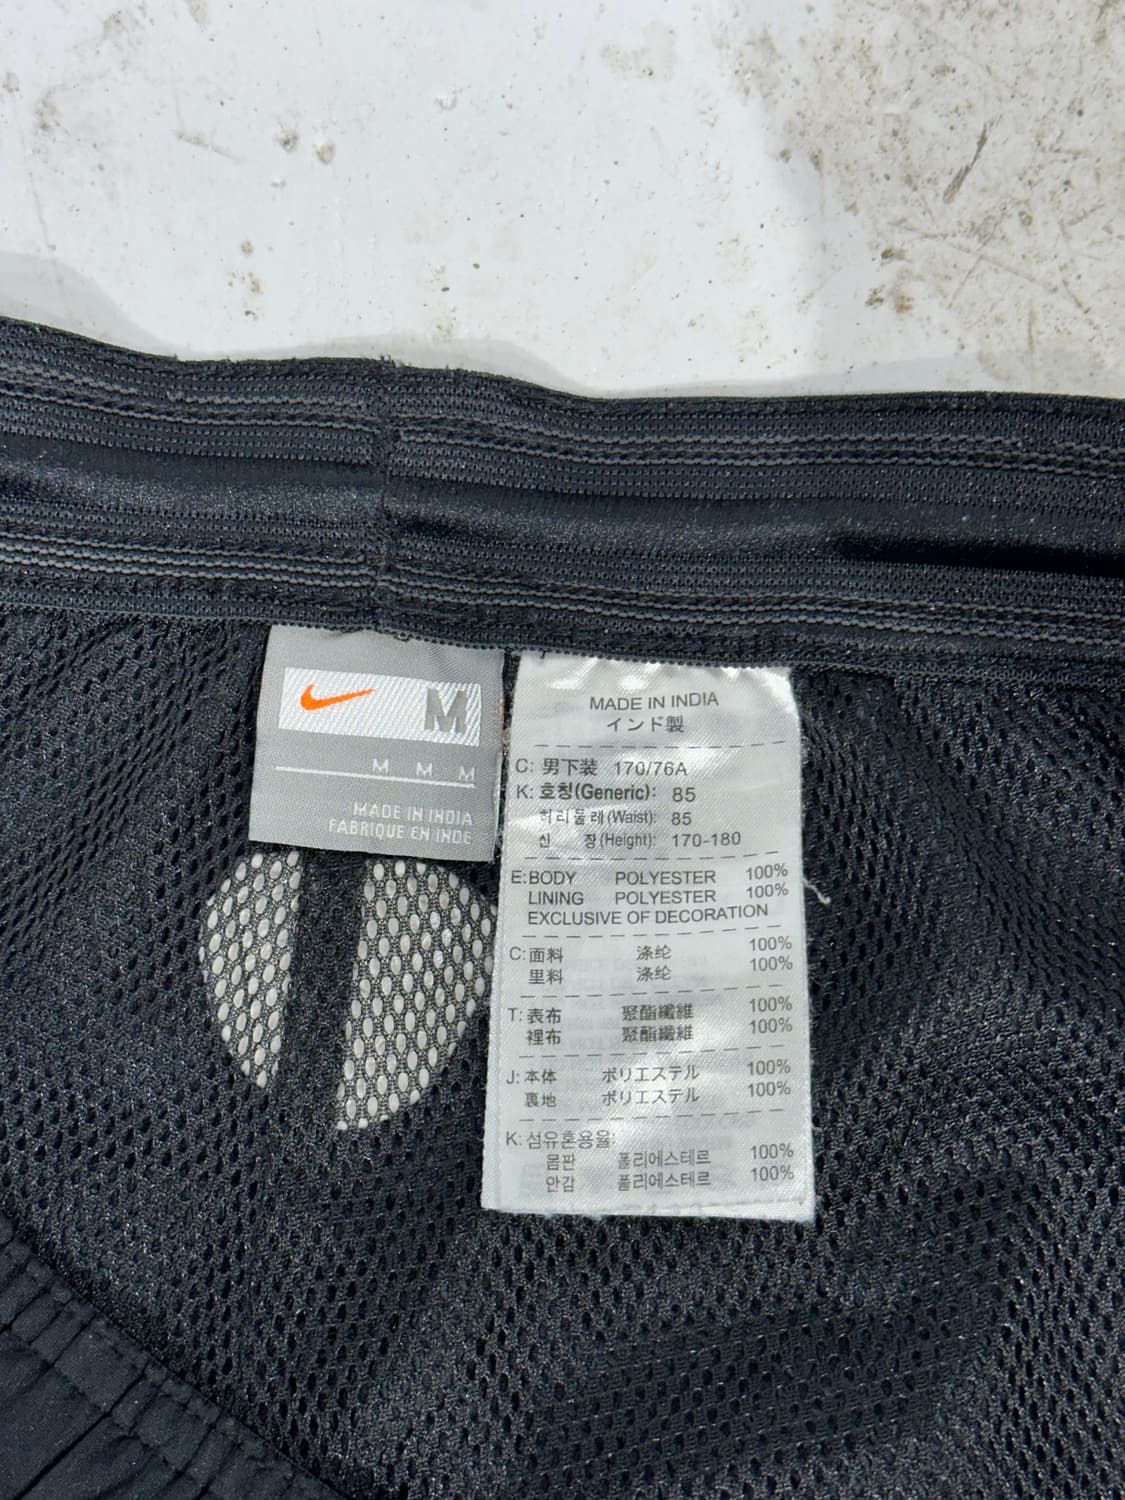 M
M M M
MADE IN INDIA
FABRIQUE EN INDE
MADE IN INDIA
インド製
C: 男下装 170/76A
K: 호칭(Generic): 85
허리둘레(Waist): 85
신 장(Height): 170-180
E: BODY POLYESTER 100%
LINING POLYESTER 100%
EXCLUSIVE OF DECORATION
C: 面料 涤纶 100%
里料 涤纶 100%
T: 表布 聚酯纖維 100%
裡布 聚酯纖維 100%
J: 本体 ポリエステル 100%
裏地 ポリエステル 100%
K: 섬유혼용율:
몸판 폴리에스테르 100%
안감 폴리에스테르 100%